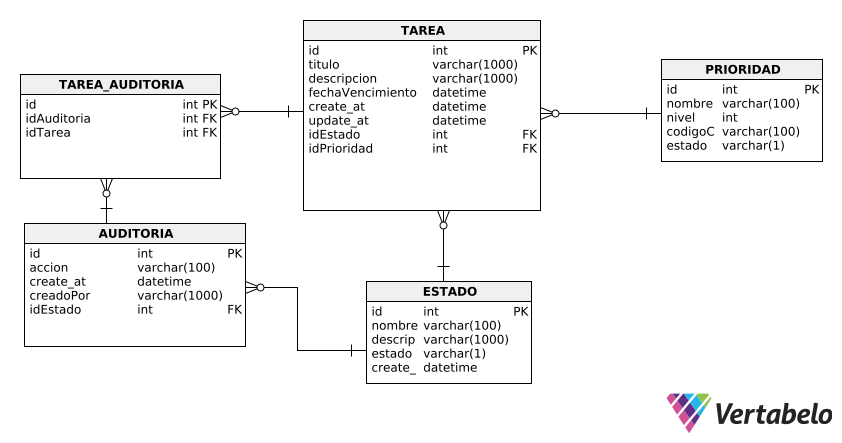 TAREA
id int PK
titulo varchar(1000)
descripcion varchar(1000)
fechaVencimiento datetime
create_at datetime
update_at datetime
idEstado int FK
idPrioridad int FK
PRIORIDAD
id int PK
nombre varchar(100)
nivel int
codigoC varchar(100)
estado varchar(1)
TAREA_AUDITORIA
id int PK
idAuditoria int FK
idTarea int FK
AUDITORIA
id int PK
accion varchar(100)
create_at datetime
creadoPor varchar(1000)
idEstado int FK
ESTADO
id int PK
nombre varchar(100)
descrip varchar(1000)
estado varchar(1)
create_ datetime
Vertabelo